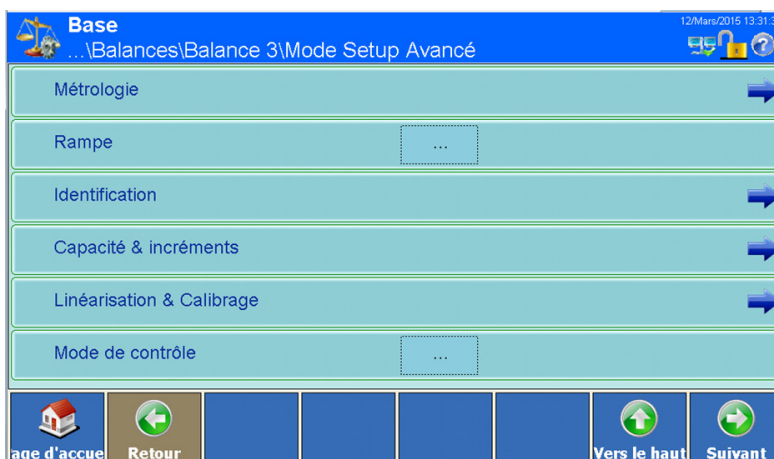 Base
12/Mars/2015 13:31:3
...\Balances\Balance 3\Mode Setup Avancé
Métrologie
Rampe
...
Identification
Capacité & incréments
Linéarisation & Calibrage
Mode de contrôle
...
age d'accue
Retour
Vers le haut
Suivant